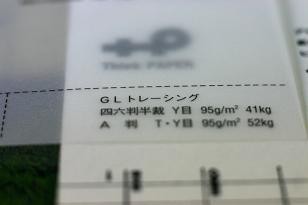 Think PAPER
GLトレーシング
四六判半裁 Y目 95g/m² 41kg
A 判 T・Y目 95g/m² 52kg